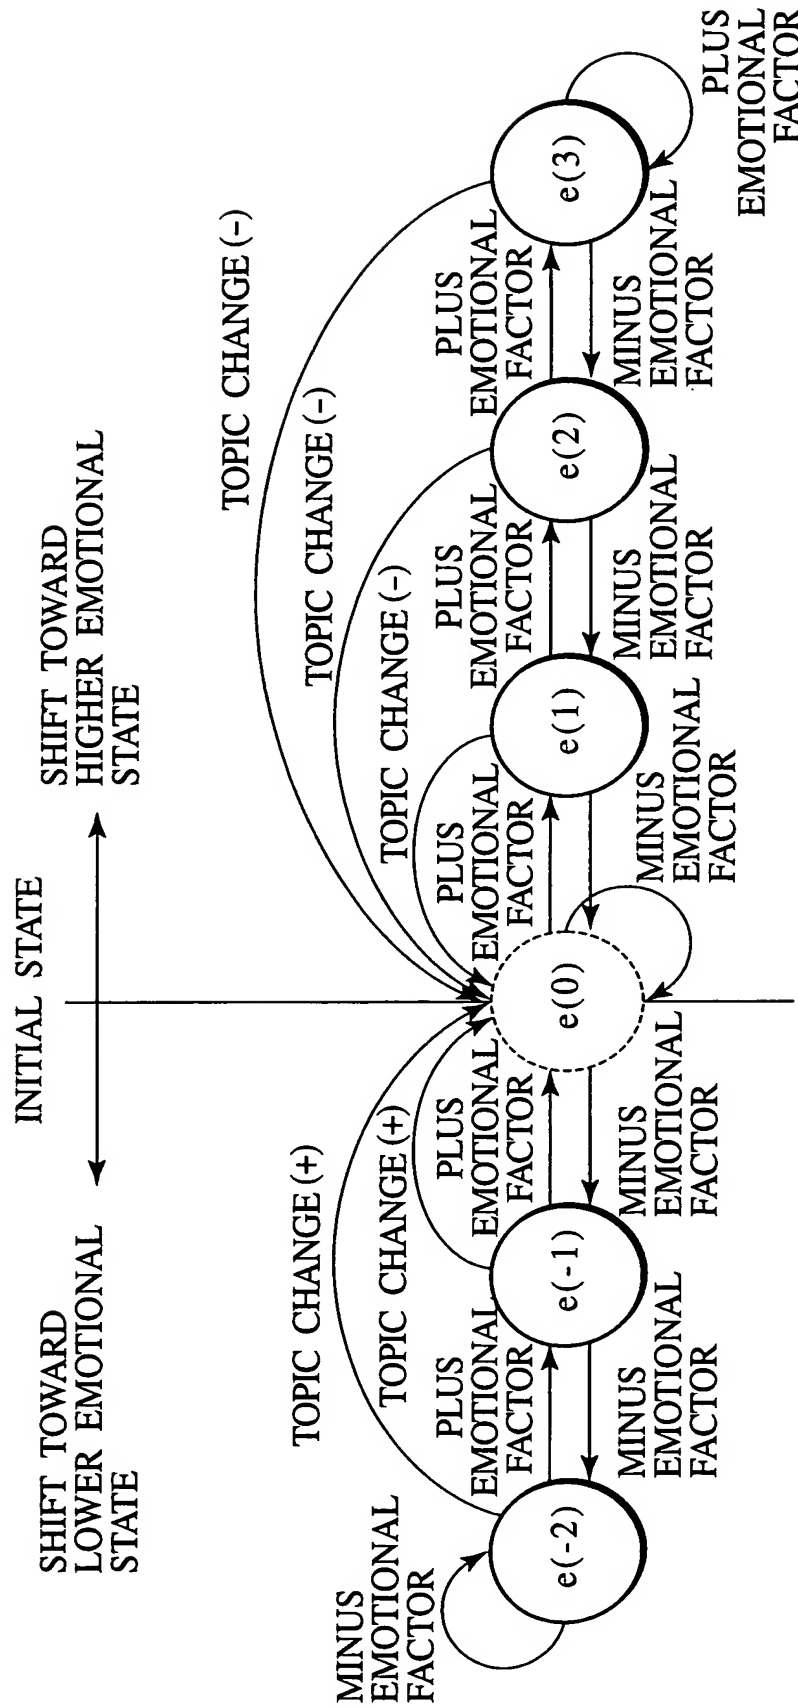 INITIAL STATE
SHIFT TOWARD
LOWER EMOTIONAL
STATE
SHIFT TOWARD
HIGHER EMOTIONAL
STATE
TOPIC CHANGE (+)
TOPIC CHANGE (+)
TOPIC CHANGE (-)
TOPIC CHANGE (-)
TOPIC CHANGE (-)
MINUS
EMOTIONAL
FACTOR
PLUS
EMOTIONAL
FACTOR
PLUS
EMOTIONAL
FACTOR
PLUS
EMOTIONAL
FACTOR
PLUS
EMOTIONAL
FACTOR
PLUS
EMOTIONAL
FACTOR
e(-2)
e(-1)
e(0)
e(1)
e(2)
e(3)
MINUS
EMOTIONAL
FACTOR
MINUS
EMOTIONAL
FACTOR
MINUS
EMOTIONAL
FACTOR
MINUS
EMOTIONAL
FACTOR
MINUS
EMOTIONAL
FACTOR
PLUS
EMOTIONAL
FACTOR